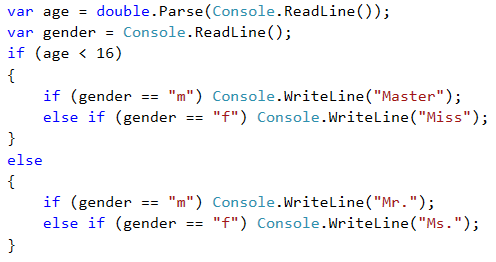 var age = double.Parse(Console.ReadLine());
var gender = Console.ReadLine();
if (age < 16)
{
    if (gender == "m") Console.WriteLine("Master");
    else if (gender == "f") Console.WriteLine("Miss");
}
else
{
    if (gender == "m") Console.WriteLine("Mr.");
    else if (gender == "f") Console.WriteLine("Ms.");
}